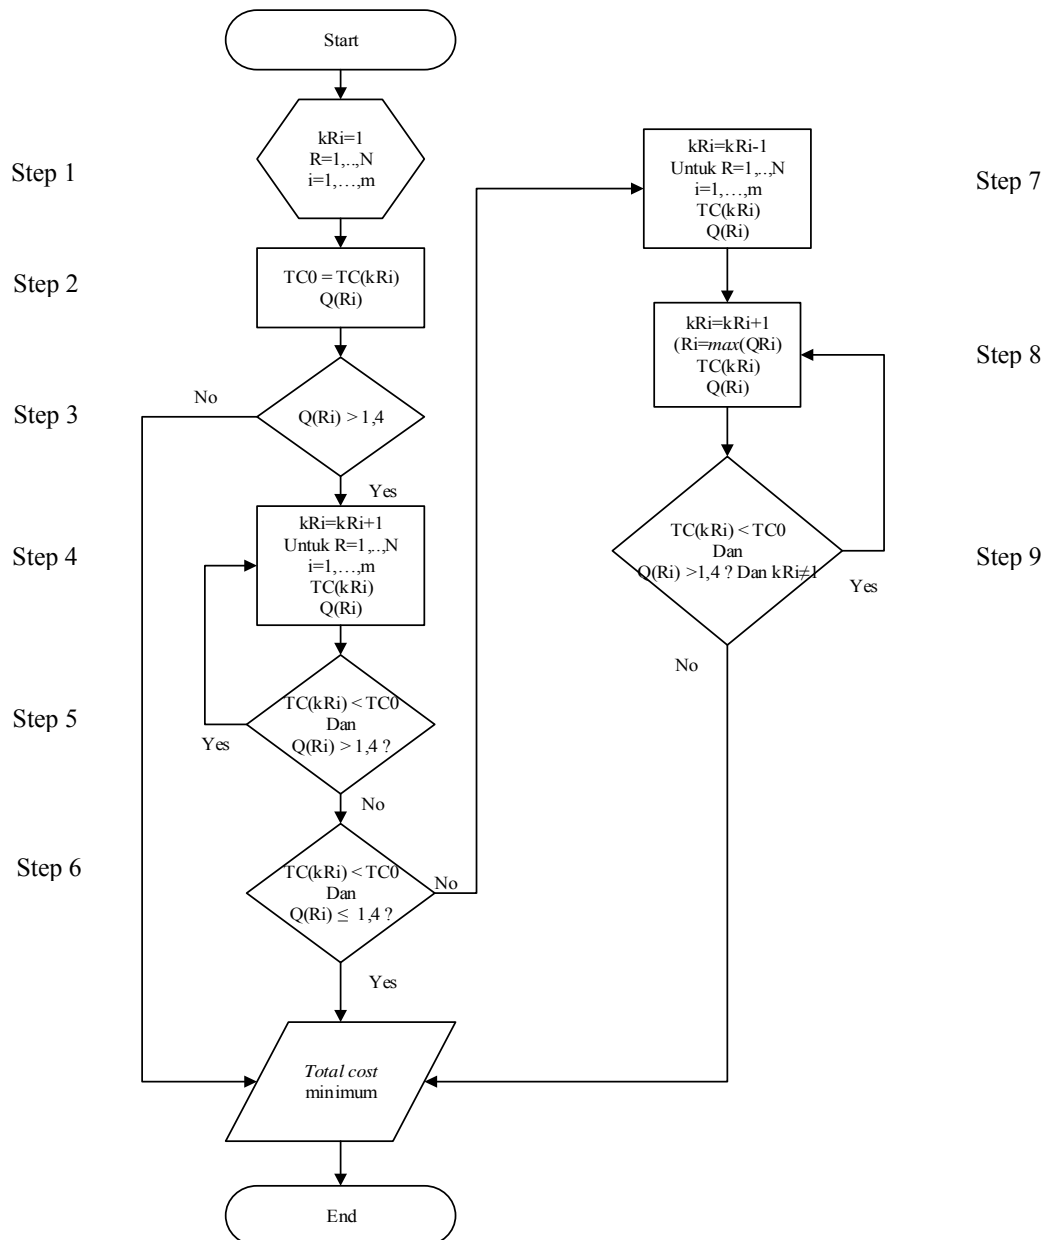 Start
Step 1
kRi=1
R=1,..,N
i=1,…,m
Step 2
TC0 = TC(kRi)
Q(Ri)
Step 3
No
Q(Ri) > 1,4
Yes
Step 4
kRi=kRi+1
Untuk R=1,..,N
i=1,…,m
TC(kRi)
Q(Ri)
Step 5
TC(kRi) < TC0
Dan
Q(Ri) > 1,4 ?
Yes
No
Step 6
TC(kRi) < TC0
Dan
Q(Ri) ≤ 1,4 ?
No
Yes
Total cost
minimum
End
kRi=kRi-1
Untuk R=1,..,N
i=1,…,m
TC(kRi)
Q(Ri)
Step 7
kRi=kRi+1
(Ri=max(QRi)
TC(kRi)
Q(Ri)
Step 8
TC(kRi) < TC0
Dan
Q(Ri) >1,4 ? Dan kRi≠1
Step 9
Yes
No